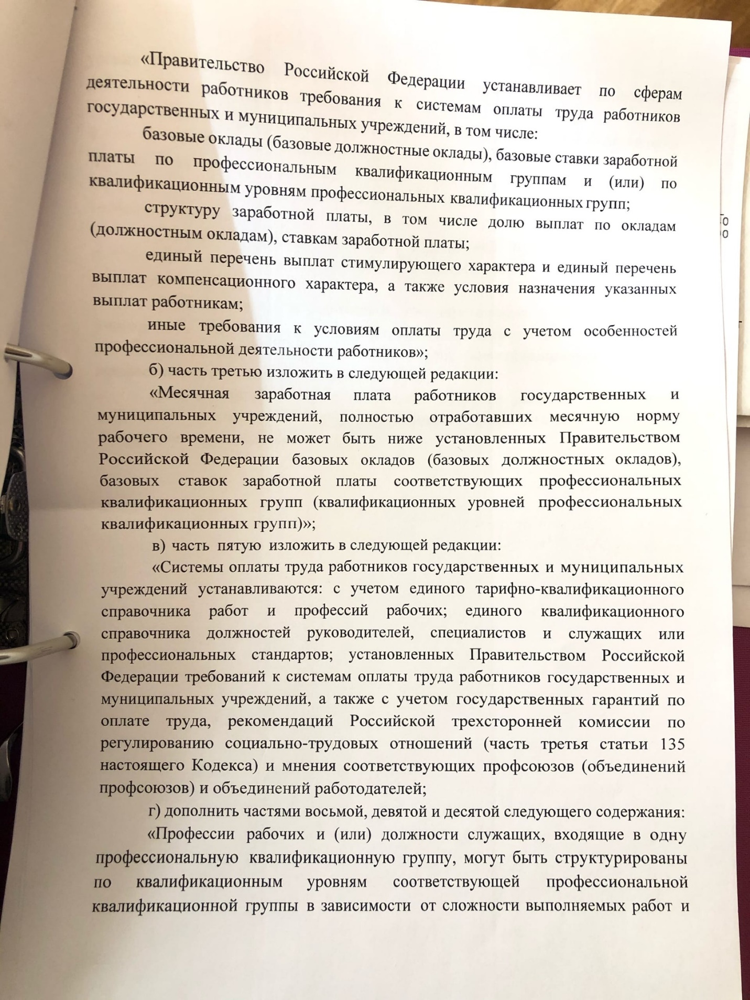 «Правительство Российской Федерации устанавливает по сферам
деятельности работников требования к системам оплаты труда работников
государственных и муниципальных учреждений, в том числе:
базовые оклады (базовые должностные оклады), базовые ставки заработной
платы по профессиональным квалификационным группам и (или) по
квалификационным уровням профессиональных квалификационных групп;
структуру заработной платы, в том числе долю выплат по окладам
(должностным окладам), ставкам заработной платы;
единый перечень выплат стимулирующего характера и единый перечень
выплат компенсационного характера, а также условия назначения указанных
выплат работникам;
иные требования к условиям оплаты труда с учетом особенностей
профессиональной деятельности работников»;
б) часть третью изложить в следующей редакции:
«Месячная заработная плата работников государственных и
муниципальных учреждений, полностью отработавших месячную норму
рабочего времени, не может быть ниже установленных Правительством
Российской Федерации базовых окладов (базовых должностных окладов),
базовых ставок заработной платы соответствующих профессиональных
квалификационных групп (квалификационных уровней профессиональных
квалификационных групп)»;
в) часть пятую изложить в следующей редакции:
«Системы оплаты труда работников государственных и муниципальных
учреждений устанавливаются: с учетом единого тарифно-квалификационного
справочника работ и профессий рабочих; единого квалификационного
справочника должностей руководителей, специалистов и служащих или
профессиональных стандартов; установленных Правительством Российской
Федерации требований к системам оплаты труда работников государственных и
муниципальных учреждений, а также с учетом государственных гарантий по
оплате труда, рекомендаций Российской трехсторонней комиссии по
регулированию социально-трудовых отношений (часть третья статьи 135
настоящего Кодекса) и мнения соответствующих профсоюзов (объединений
профсоюзов) и объединений работодателей;
г) дополнить частями восьмой, девятой и десятой следующего содержания:
«Профессии рабочих и (или) должности служащих, входящие в одну
профессиональную квалификационную группу, могут быть структурированы
по квалификационным уровням соответствующей профессиональной
квалификационной группы в зависимости от сложности выполняемых работ и